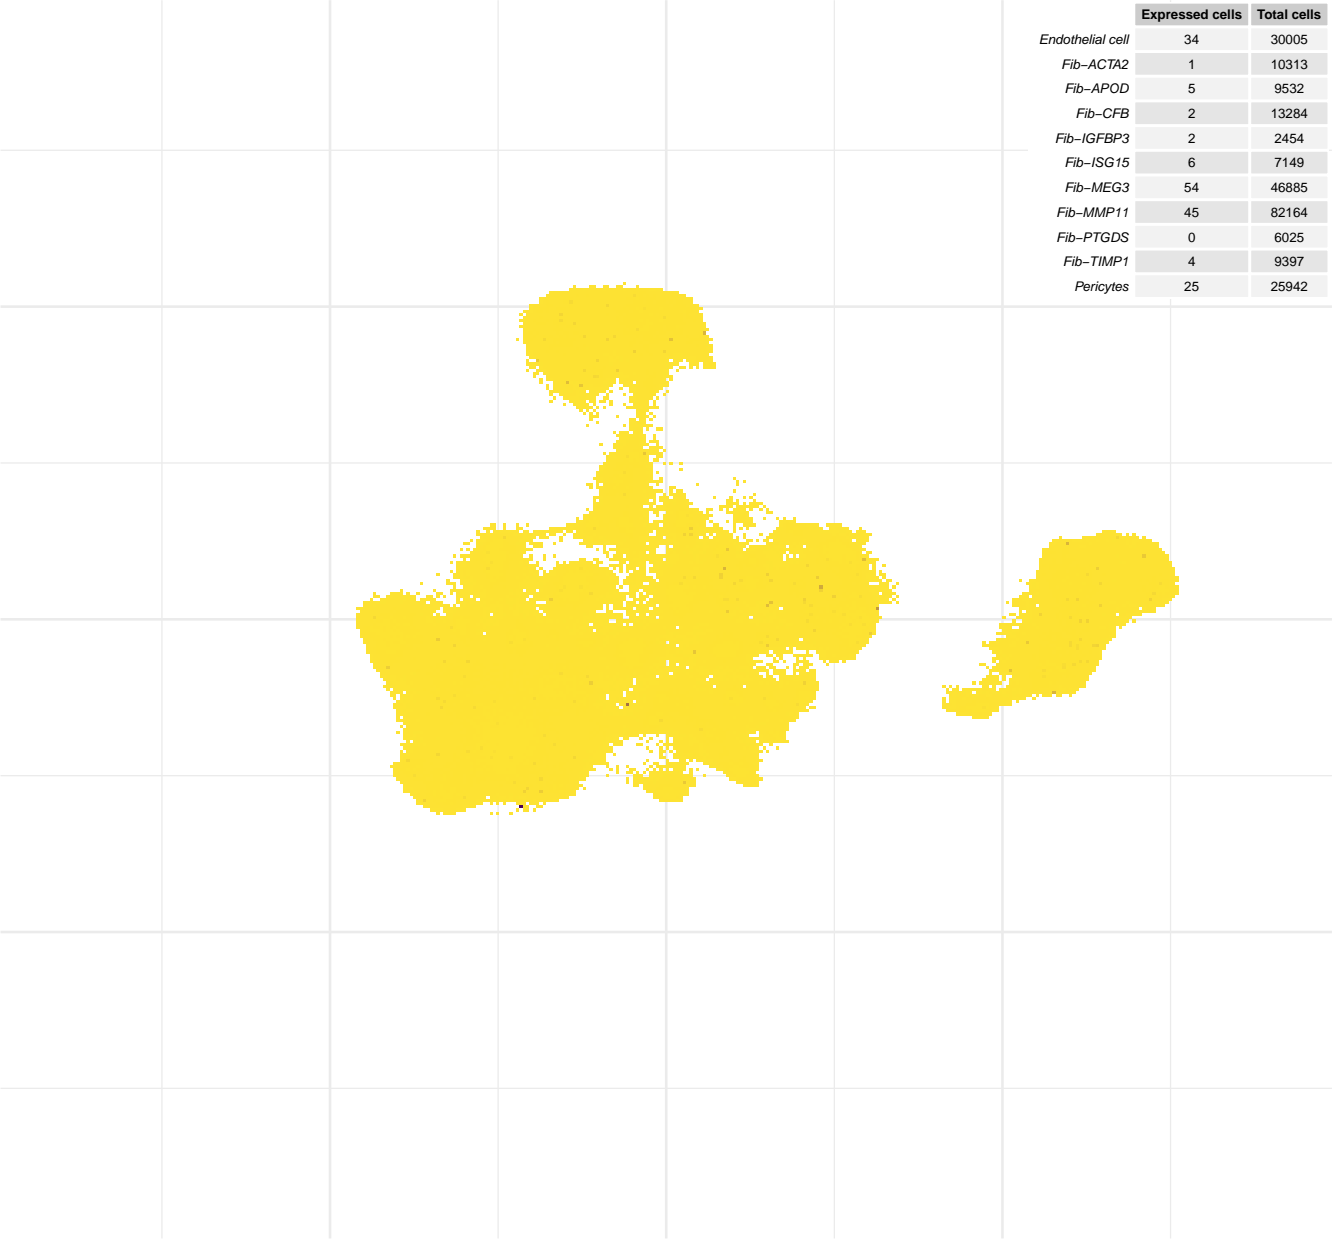 Expressed cells Total cells
Endothelial cell 34 30005
Fib−ACTA2 1 10313
Fib−APOD 5 9532
Fib−CFB 2 13284
Fib−IGFBP3 2 2454
Fib−ISG15 6 7149
Fib−MEG3 54 46885
Fib−MMP11 45 82164
Fib−PTGDS 0 6025
Fib−TIMP1 4 9397
Pericytes 25 25942